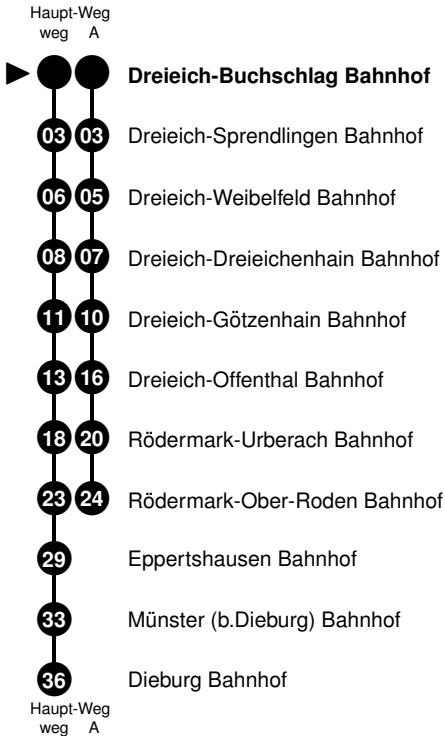 Haupt-Weg
weg A
Dreieich-Buchschlag Bahnhof
03 03 Dreieich-Sprendlingen Bahnhof
06 05 Dreieich-Weibelfeld Bahnhof
08 07 Dreieich-Dreieichenhain Bahnhof
11 10 Dreieich-Götzenhain Bahnhof
13 16 Dreieich-Offenthal Bahnhof
18 20 Rödermark-Urberach Bahnhof
23 24 Rödermark-Ober-Roden Bahnhof
29 Eppertshausen Bahnhof
33 Münster (b.Dieburg) Bahnhof
36 Dieburg Bahnhof
Haupt-Weg
weg A